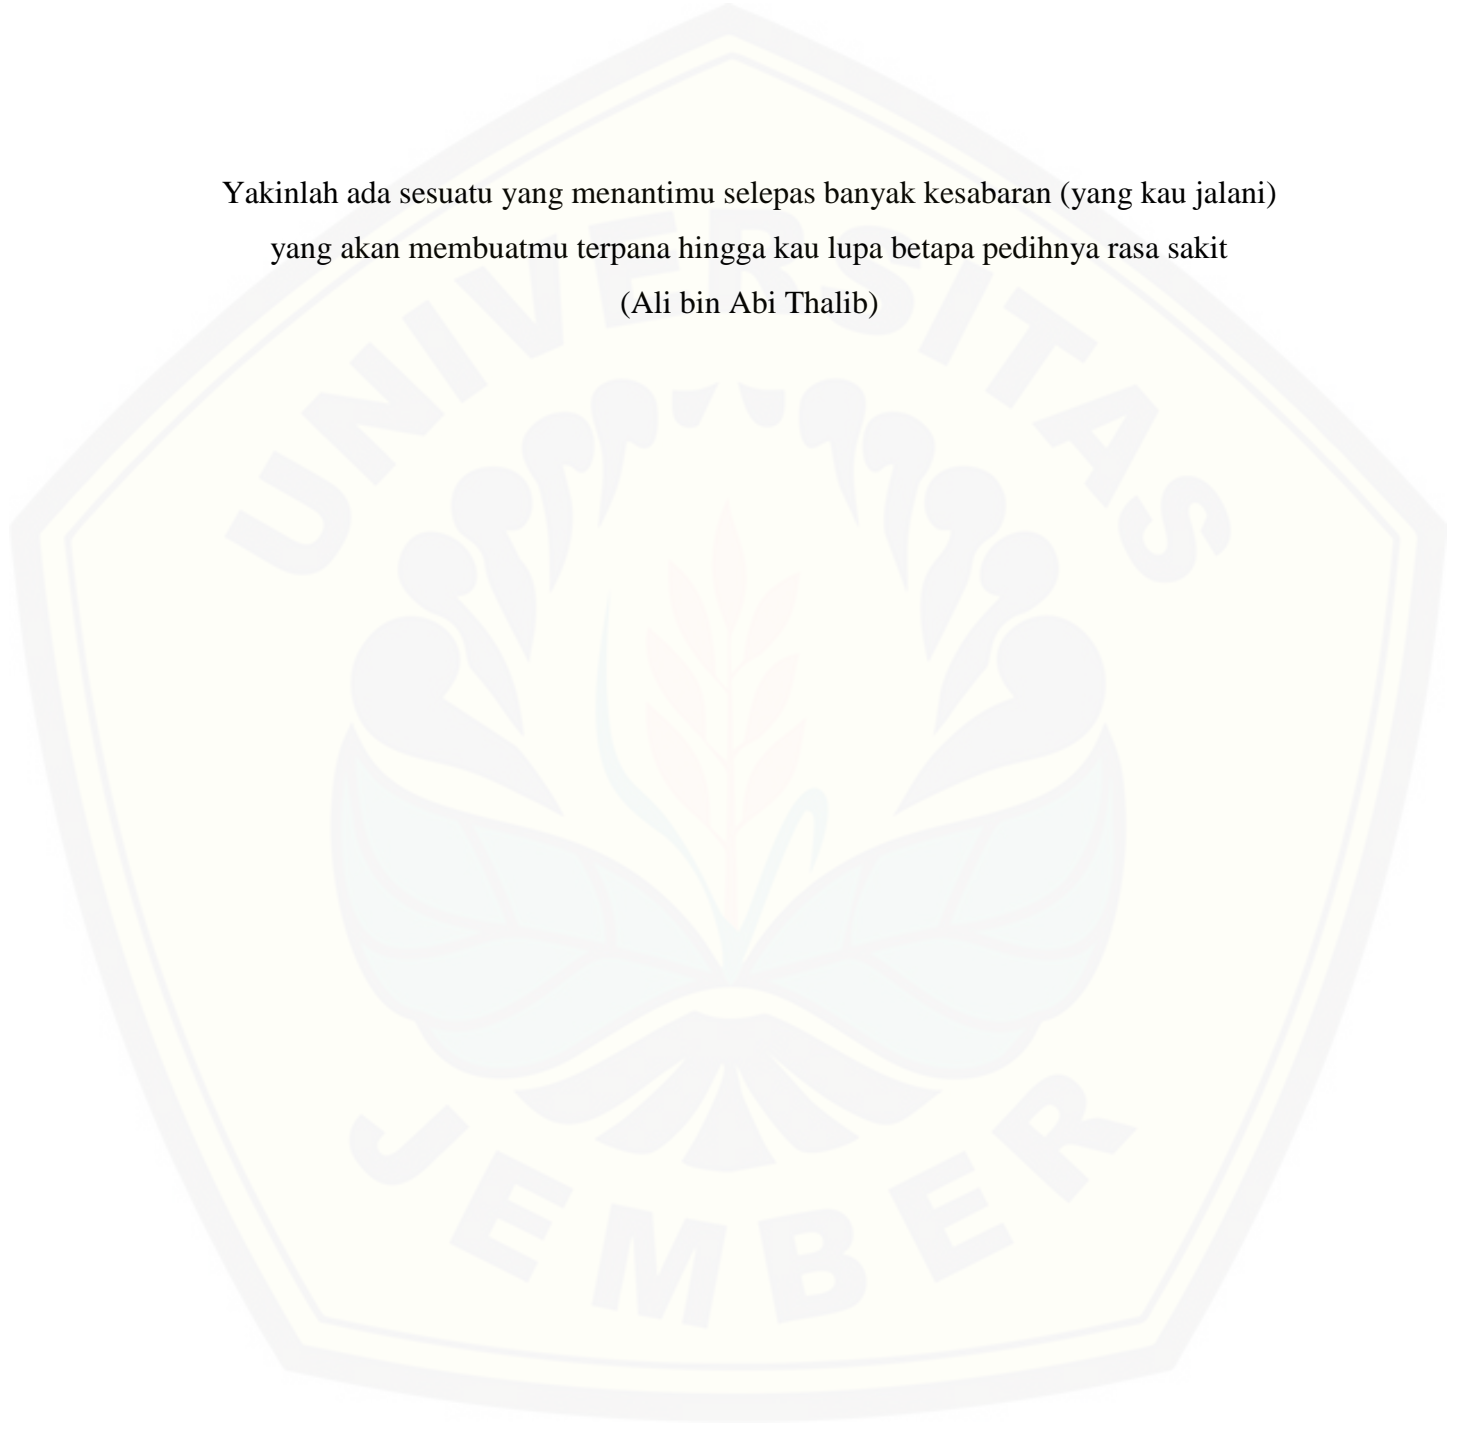 Yakinlah ada sesuatu yang menantimu selepas banyak kesabaran (yang kau jalani)
yang akan membuatmu terpana hingga kau lupa betapa pedihnya rasa sakit
(Ali bin Abi Thalib)
UNIVERSITAS
JEMBER